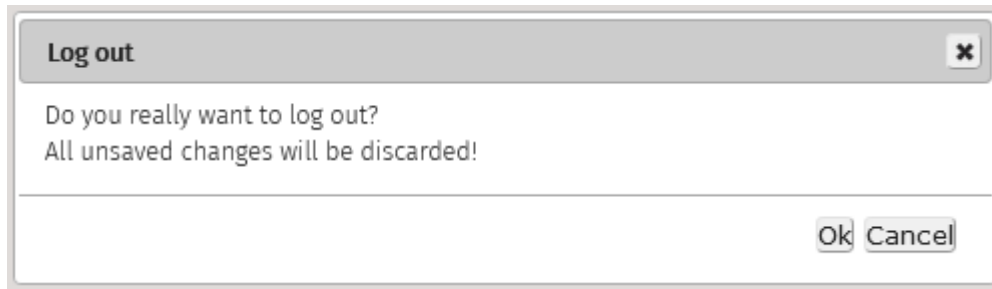 Log out
Do you really want to log out?
All unsaved changes will be discarded!
Ok Cancel